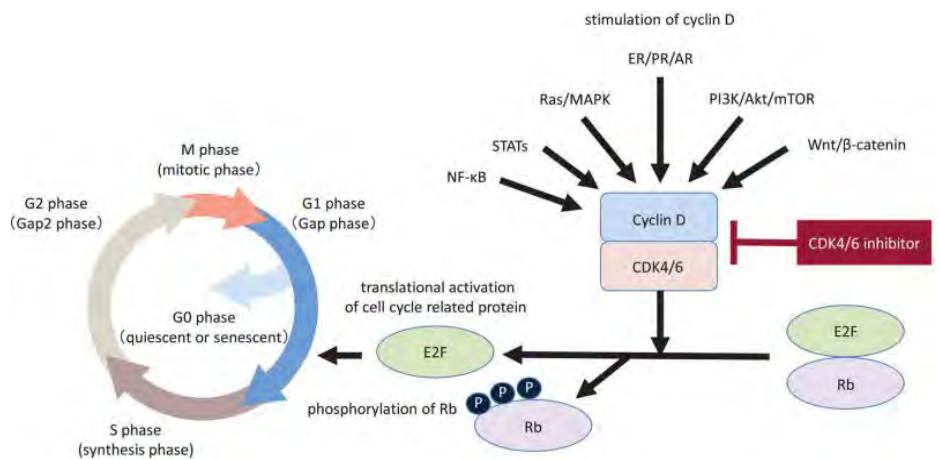 stimulation of cyclin D
ER/PR/AR
Ras/MAPK
PI3K/Akt/mTOR
STATs
Wnt/β-catenin
NF-κB
Cyclin D
CDK4/6
CDK4/6 inhibitor
M phase
(mitotic phase)
G2 phase
(Gap2 phase)
G1 phase
(Gap phase)
G0 phase
(quiescent or senescent)
S phase
(synthesis phase)
translational activation
of cell cycle related protein
E2F
E2F
Rb
phosphorylation of Rb
P
P
P
Rb